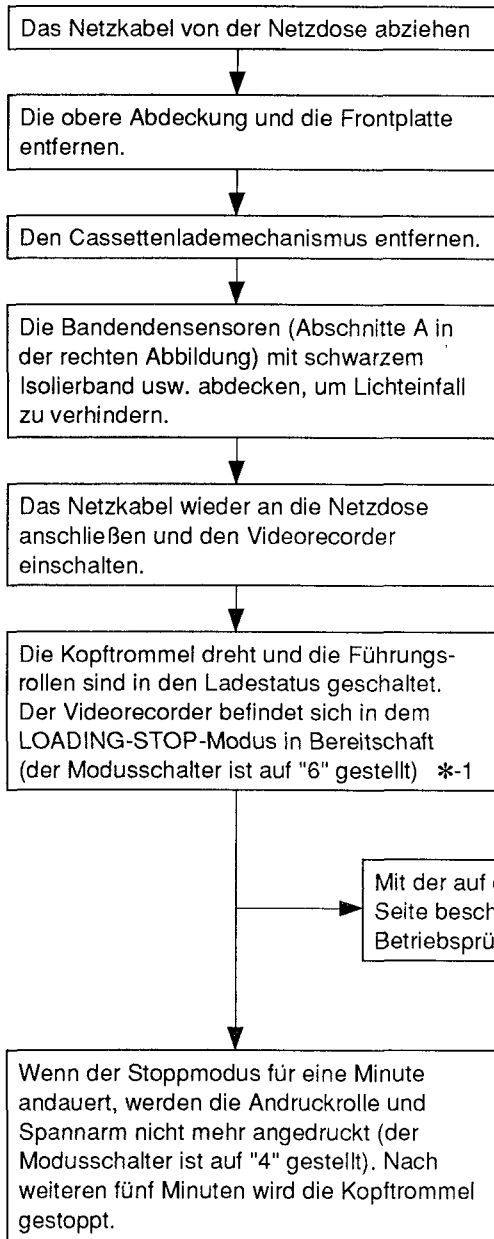 Das Netzkabel von der Netzdose abziehen
Die obere Abdeckung und die Frontplatte
entfernen.
Den Cassettenlademechanismus entfernen.
Die Bandendensensoren (Abschnitte A in
der rechten Abbildung) mit schwarzem
Isolierband usw. abdecken, um Lichteinfall
zu verhindern.
Das Netzkabel wieder an die Netzdose
anschließen und den Videorecorder
einschalten.
Die Kopftrommel dreht und die Führungs-
rollen sind in den Ladestatus geschaltet.
Der Videorecorder befindet sich in dem
LOADING-STOP-Modus in Bereitschaft
(der Modusschalter ist auf "6" gestellt) ✻-1
Mit der auf
Seite
Wenn der Stoppmodus für eine Minute
andauert, werden die Andruckrolle und
Spannarm nicht mehr angedruckt (der
Modusschalter ist auf "4" gestellt). Nach
weiteren fünf Minuten wird die Kopftrommel
gestoppt.